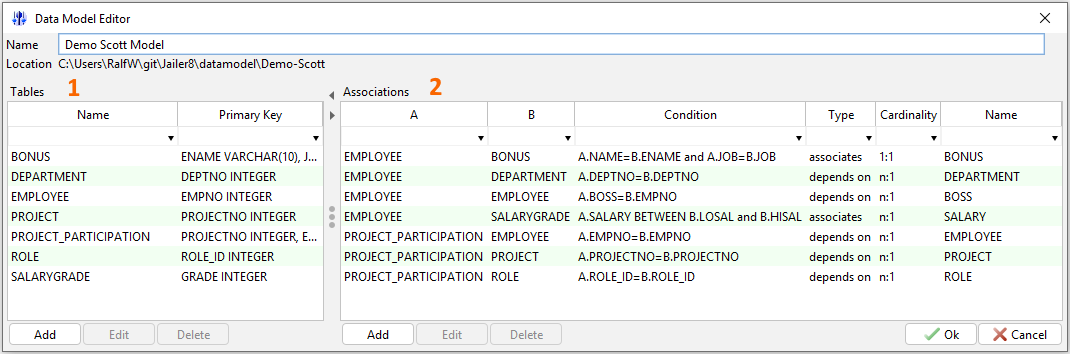 Data Model Editor
Name Demo Scott Model
Location C:\Users\RalfW\git\Jailer8\datamodel\Demo-Scott
Tables 1 Associations 2
Name Primary Key A B Condition Type Cardinality Name
BONUS ENAME VARCHAR(10), J... EMPLOYEE BONUS A.NAME=B.ENAME and A.JOB=B.JOB associates 1:1 BONUS
DEPARTMENT DEPTNO INTEGER EMPLOYEE DEPARTMENT A.DEPTNO=B.DEPTNO depends on n:1 DEPARTMENT
EMPLOYEE EMPNO INTEGER EMPLOYEE EMPLOYEE A.BOSS=B.EMPNO depends on n:1 BOSS
PROJECT PROJECTNO INTEGER EMPLOYEE SALARYGRADE A.SALARY BETWEEN B.LOSAL and B.HISAL associates n:1 SALARY
PROJECT_PARTICIPATION PROJECTNO INTEGER, E... PROJECT_PARTICIPATION EMPLOYEE A.EMPNO=B.EMPNO depends on n:1 EMPLOYEE
ROLE ROLE_ID INTEGER PROJECT_PARTICIPATION PROJECT A.PROJECTNO=B.PROJECTNO depends on n:1 PROJECT
SALARYGRADE GRADE INTEGER PROJECT_PARTICIPATION ROLE A.ROLE_ID=B.ROLE_ID depends on n:1 ROLE
Add Edit Delete Add Edit Delete Ok Cancel